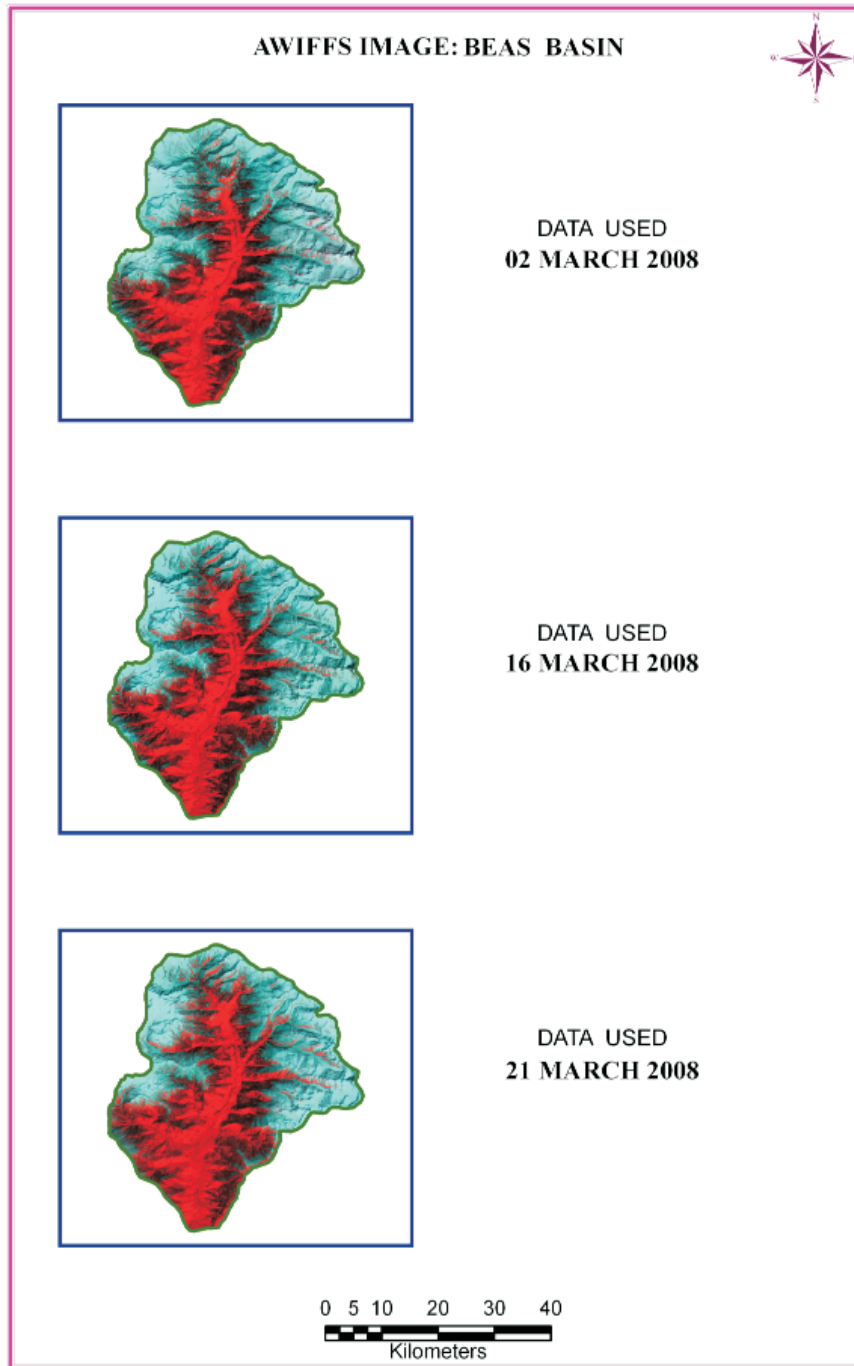 AWIFFS IMAGE: BEAS BASIN
N
W
S
DATA USED
02 MARCH 2008
DATA USED
16 MARCH 2008
DATA USED
21 MARCH 2008
0 5 10 20 30 40
Kilometers